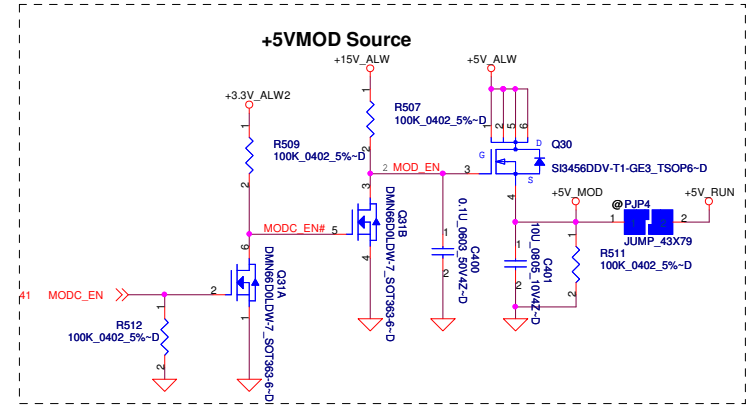 +5VMOD Source
+15V_ALW
+5V_ALW
+3.3V_ALW2
1
R507
100K_0402_5%~D
2
1
2
5
6
D
Q30
G
S
SI3456DDV-T1-GE3_TSOP6~D
1
R509
100K_0402_5%~D
2
2
MOD_EN
3
4
+5V_MOD
@PJP4
+5V_RUN
1
1
2
2
JUMP_43X79
MODC_EN#
5
3
4
Q31B
DMN66D0LDW-7_SOT363-6~D
1
2
C400
0.1U_0603_50V4Z~D
1
2
C401
10U_0805_10V4Z~D
1
R511
100K_0402_5%~D
2
6
41
MODC_EN
2
1
Q31A
DMN66D0LDW-7_SOT363-6~D
1
R512
100K_0402_5%~D
2